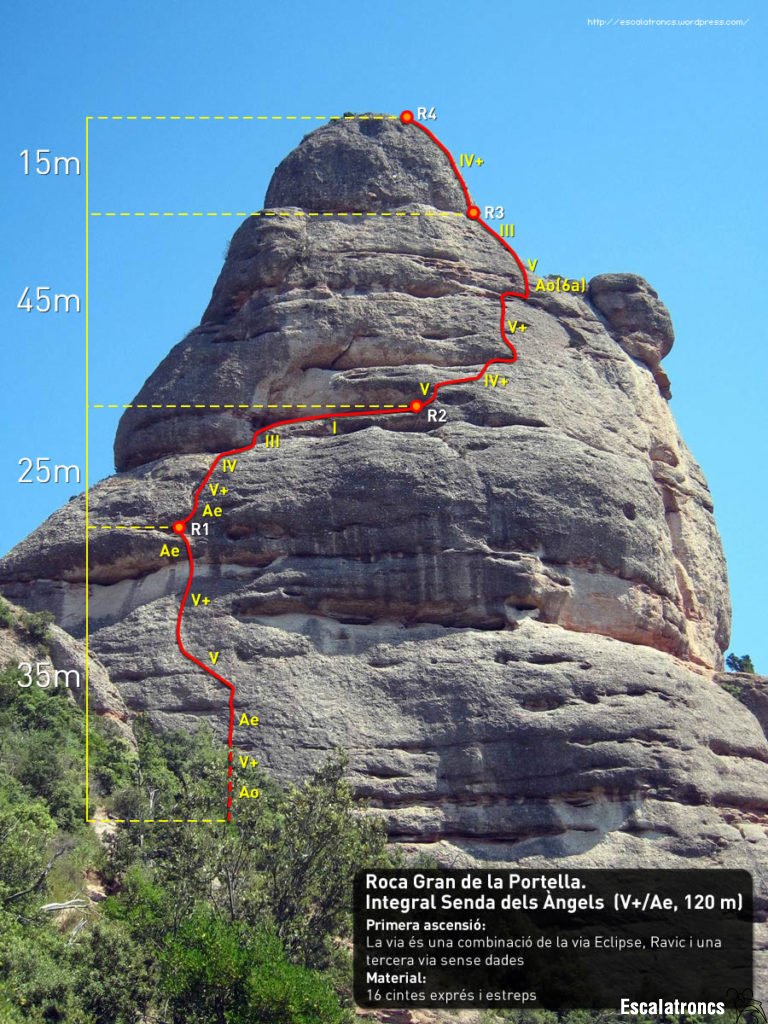 http://escalatroncs.wordpress.com/
R4
15m
IV+
R3
III
V
Ao(6a)
45m
V+
IV+
V
R2
I
III
IV
25m
V+
Ae
R1
Ae
V+
V
35m
Ae
V+
Ao
Roca Gran de la Portella.
Integral Senda dels Àngels (V+/Ae, 120 m)
Primera ascensió:
La via és una combinació de la via Eclipse, Ravic i una
tercera via sense dades
Material:
16 cintes exprés i estreps
Escalatroncs